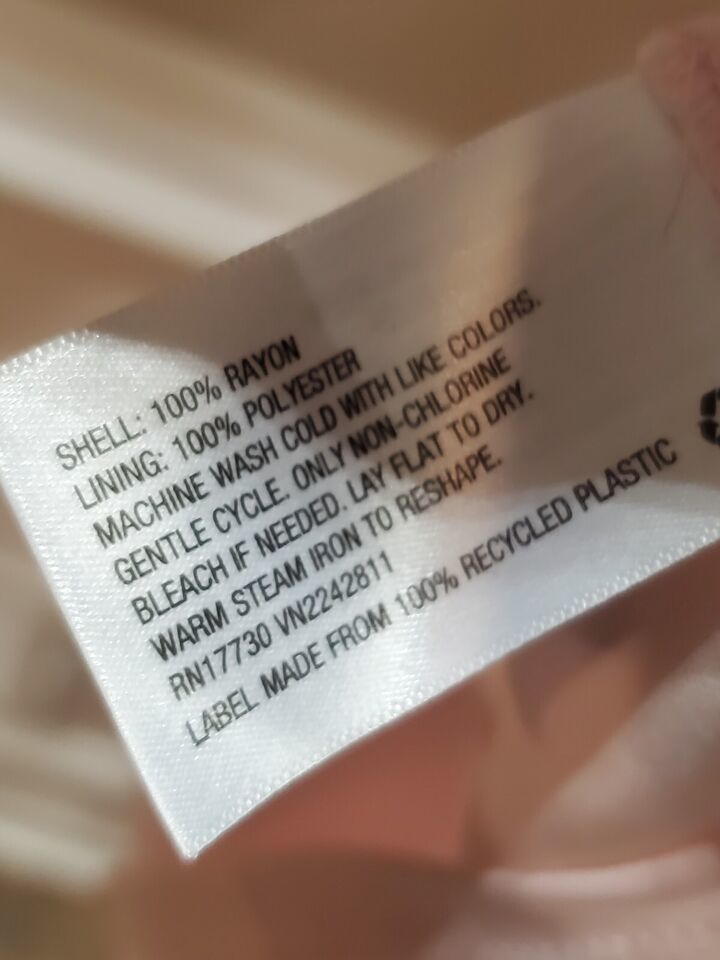 SHELL: 100% RAYON
LINING: 100% POLYESTER
MACHINE WASH COLD WITH LIKE COLORS.
GENTLE CYCLE. ONLY NON-CHLORINE
BLEACH IF NEEDED. LAY FLAT TO DRY.
WARM STEAM IRON TO RESHAPE.
RN17730 VN2242811
LABEL MADE FROM 100% RECYCLED PLASTIC